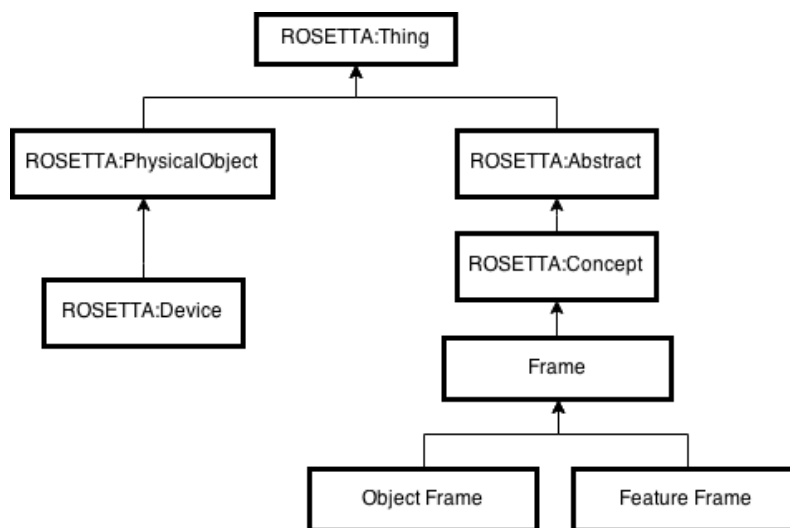 ROSETTA:Thing
ROSETTA:PhysicalObject
ROSETTA:Abstract
ROSETTA:Concept
ROSETTA:Device
Frame
Object Frame
Feature Frame